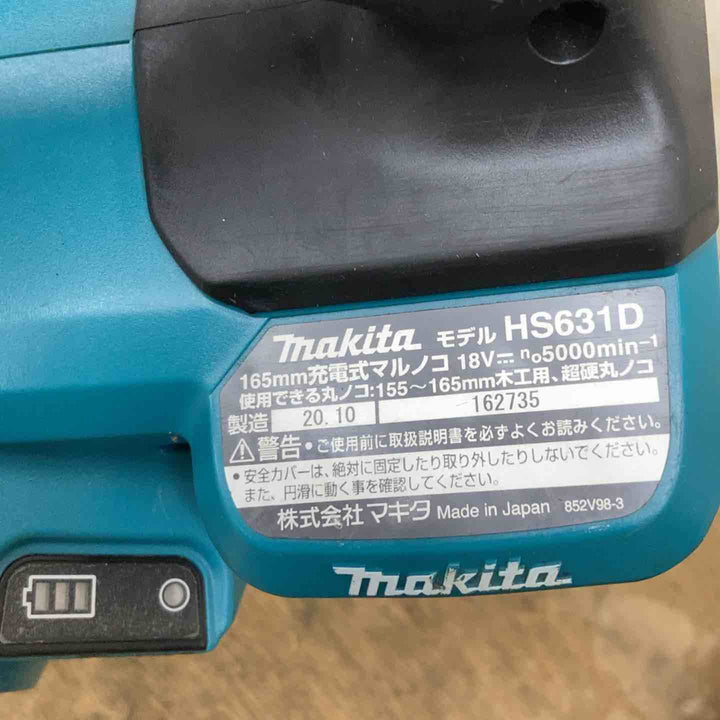 makita モデル HS631D
165mm充電式マルノコ 18V⎓ n₀5000min⁻¹
使用できる丸ノコ:155～165mm木工用、超硬丸ノコ
製造 20.10 162735
⚠警告・ご使用前に取扱説明書を必ずよくお読みください。
・安全カバーは、絶対に固定したり取り外したりしないでください。
また、円滑に動く事を確認してください。
株式会社 マキタ Made in Japan 852V98-3
makita